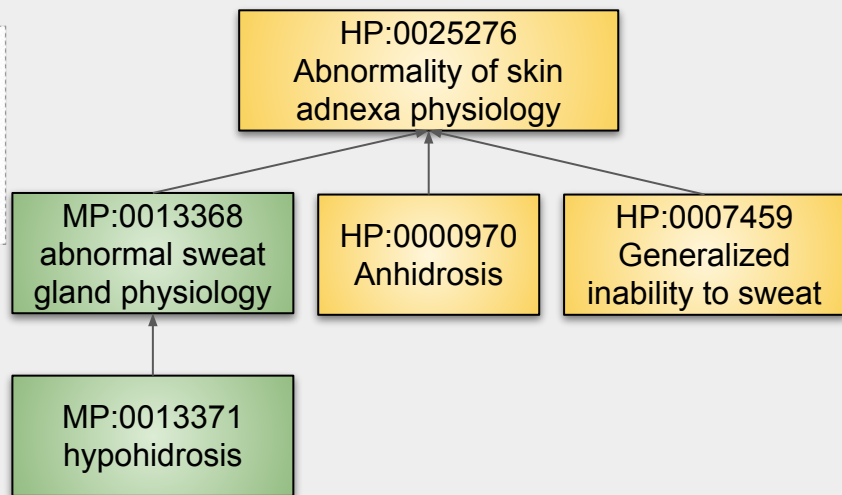 HP:0025276
Abnormality of skin
adnexa physiology
MP:0013368
abnormal sweat
gland physiology
HP:0000970
Anhidrosis
HP:0007459
Generalized
inability to sweat
MP:0013371
hypohidrosis